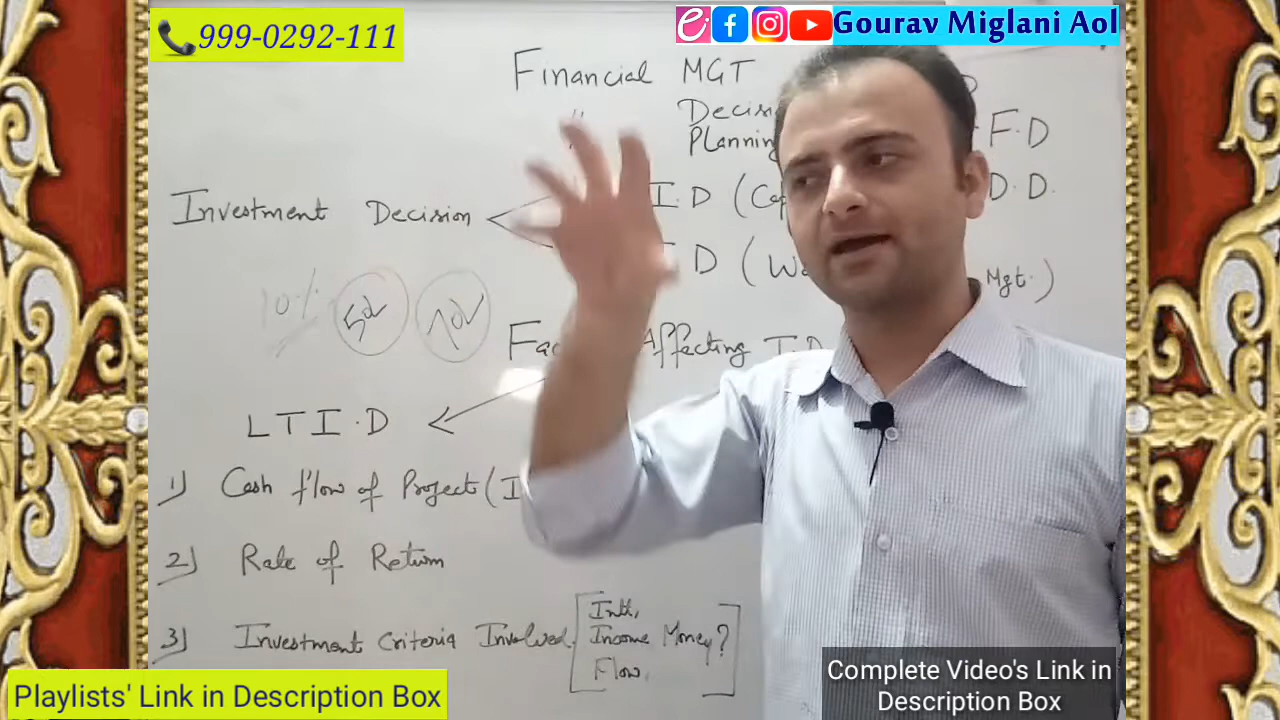 999-0292-111
Gourav Miglani Aol
Financial MGT
Decisi
Planning
F.D
D.D.
Investment Decision
I.D (Cap
D (W
Mgt.)
10%
Affecting I.D
LTI.D
1) Cash flow of Project (I
2) Rate of Return
3) Investment Criteria Involved.
Intt,
Income Money?
Flow.
Playlists' Link in Description Box
Complete Video's Link in
Description Box